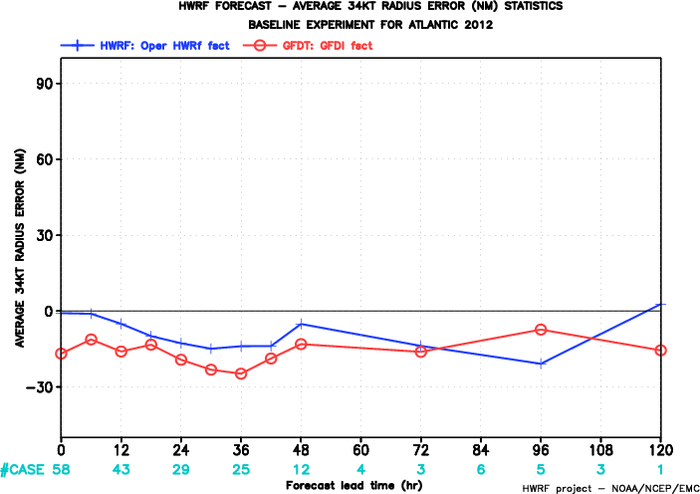 HWRF FORECAST – AVERAGE 34KT RADIUS ERROR (NM) STATISTICS
BASELINE EXPERIMENT FOR ATLANTIC 2012
HWRF: Oper HWRf fsct GFDT: GFDl fsct
AVERAGE 34KT RADIUS ERROR (NM)
90
60
30
0
−30
0 12 24 36 48 60 72 84 96 108 120
#CASE 58 43 29 25 12 4 3 6 5 3 1
Forecast lead time (hr)
HWRF project – NOAA/NCEP/EMC